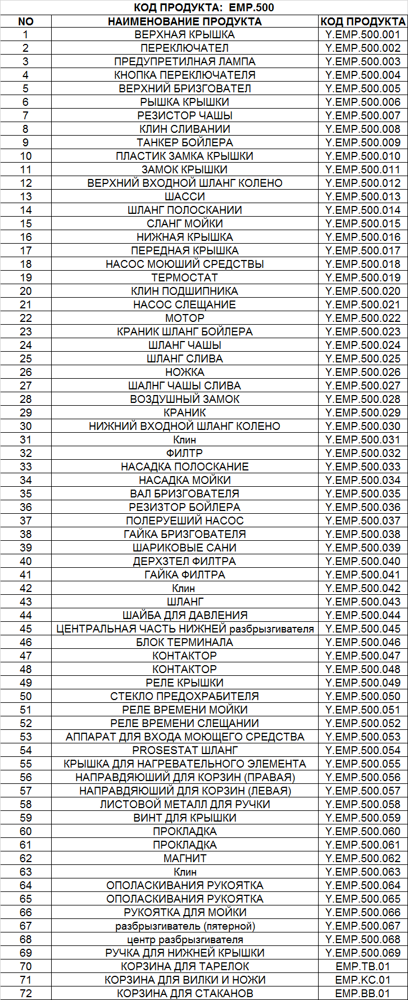 КОД ПРОДУКТА: EMP.500
NO НАИМЕНОВАНИЕ ПРОДУКТА КОД ПРОДУКТА
1 ВЕРХНАЯ КРЫШКА Y.EMP.500.001
2 ПЕРЕКЛЮЧАТЕЛ Y.EMP.500.002
3 ПРЕДУПРЕТИЛНАЯ ЛАМПА Y.EMP.500.003
4 КНОПКА ПЕРЕКЛЮЧАТЕЛЯ Y.EMP.500.004
5 ВЕРХНИЙ БРИЗГОВАТЕЛ Y.EMP.500.005
6 РЫШКА КРЫШКИ Y.EMP.500.006
7 РЕЗИСТОР ЧАШЫ Y.EMP.500.007
8 КЛИН СЛИВАНИИ Y.EMP.500.008
9 ТАНКЕР БОЙЛЕРА Y.EMP.500.009
10 ПЛАСТИК ЗАМКА КРЫШКИ Y.EMP.500.010
11 ЗАМОК КРЫШКИ Y.EMP.500.011
12 ВЕРХНИЙ ВХОДНОЙ ШЛАНГ КОЛЕНО Y.EMP.500.012
13 ШАССИ Y.EMP.500.013
14 ШЛАНГ ПОЛОСКАНИИ Y.EMP.500.014
15 СЛАНГ МОЙКИ Y.EMP.500.015
16 НИЖНАЯ КРЫШКА Y.EMP.500.016
17 ПЕРЕДНАЯ КРЫШКА Y.EMP.500.017
18 НАСОС МОЮШИЙ СРЕДСТВЫ Y.EMP.500.018
19 ТЕРМОСТАТ Y.EMP.500.019
20 КЛИН ПОДШИПНИКА Y.EMP.500.020
21 НАСОС СЛЕЩАНИЕ Y.EMP.500.021
22 МОТОР Y.EMP.500.022
23 КРАНИК ШЛАНГ БОЙЛЕРА Y.EMP.500.023
24 ШЛАНГ ЧАШЫ Y.EMP.500.024
25 ШЛАНГ СЛИВА Y.EMP.500.025
26 НОЖКА Y.EMP.500.026
27 ШАЛНГ ЧАШЫ СЛИВА Y.EMP.500.027
28 ВОЗДУШНЫЙ ЗАМОК Y.EMP.500.028
29 КРАНИК Y.EMP.500.029
30 НИЖНИЙ ВХОДНОЙ ШЛАНГ КОЛЕНО Y.EMP.500.030
31 Клин Y.EMP.500.031
32 ФИЛТР Y.EMP.500.032
33 НАСАДКА ПОЛОСКАНИЕ Y.EMP.500.033
34 НАСАДКА МОЙКИ Y.EMP.500.034
35 ВАЛ БРИЗГОВАТЕЛЯ Y.EMP.500.035
36 РЕЗИЗТОР БОЙЛЕРА Y.EMP.500.036
37 ПОЛЕРУЕШИЙ НАСОС Y.EMP.500.037
38 ГАЙКА БРИЗГОВАТЕЛЯ Y.EMP.500.038
39 ШАРИКОВЫЕ САНИ Y.EMP.500.039
40 ДЕРХЗТЕЛ ФИЛТРА Y.EMP.500.040
41 ГАЙКА ФИЛТРА Y.EMP.500.041
42 Клин Y.EMP.500.042
43 ШЛАНГ Y.EMP.500.043
44 ШАЙБА ДЛЯ ДАВЛЕНИЯ Y.EMP.500.044
45 ЦЕНТРАЛЬНАЯ ЧАСТЬ НИЖНЕЙ разбрызгивателя Y.EMP.500.045
46 БЛОК ТЕРМИНАЛА Y.EMP.500.046
47 КОНТАКТОР Y.EMP.500.047
48 КОНТАКТОР Y.EMP.500.048
49 РЕЛЕ КРЫШКИ Y.EMP.500.049
50 СТЕКЛО ПРЕДОХРАБИТЕЛЯ Y.EMP.500.050
51 РЕЛЕ ВРЕМЕНИ МОЙКИ Y.EMP.500.051
52 РЕЛЕ ВРЕМЕНИ СЛЕЩАНИИ Y.EMP.500.052
53 АППАРАТ ДЛЯ ВХОДА МОЮЩЕГО СРЕДСТВА Y.EMP.500.053
54 PROSESTAT ШЛАНГ Y.EMP.500.054
55 КРЫШКА ДЛЯ НАГРЕВАТЕЛЬНОГО ЭЛЕМЕНТА Y.EMP.500.055
56 НАПРАВДЯЮШИЙ ДЛЯ КОРЗИН (ПРАВАЯ) Y.EMP.500.056
57 НАПРАВДЯЮШИЙ ДЛЯ КОРЗИН (ЛЕВАЯ) Y.EMP.500.057
58 ЛИСТОВОЙ МЕТАЛЛ ДЛЯ РУЧКИ Y.EMP.500.058
59 ВИНТ ДЛЯ КРЫШКИ Y.EMP.500.059
60 ПРОКЛАДКА Y.EMP.500.060
61 ПРОКЛАДКА Y.EMP.500.061
62 МАГНИТ Y.EMP.500.062
63 Клин Y.EMP.500.063
64 ОПОЛАСКИВАНИЯ РУКОЯТКА Y.EMP.500.064
65 ОПОЛАСКИВАНИЯ РУКОЯТКА Y.EMP.500.065
66 РУКОЯТКА ДЛЯ МОЙКИ Y.EMP.500.066
67 разбрызгиватель (пятерной) Y.EMP.500.067
68 центр разбрызгивателя Y.EMP.500.068
69 РУЧКА ДЛЯ НИЖНЕЙ КРЫШКИ Y.EMP.500.069
70 КОРЗИНА ДЛЯ ТАРЕЛОК EMP.TB.01
71 КОРЗИНА ДЛЯ ВИЛКИ И НОЖИ EMP.KC.01
72 КОРЗИНА ДЛЯ СТАКАНОВ EMP.BB.01